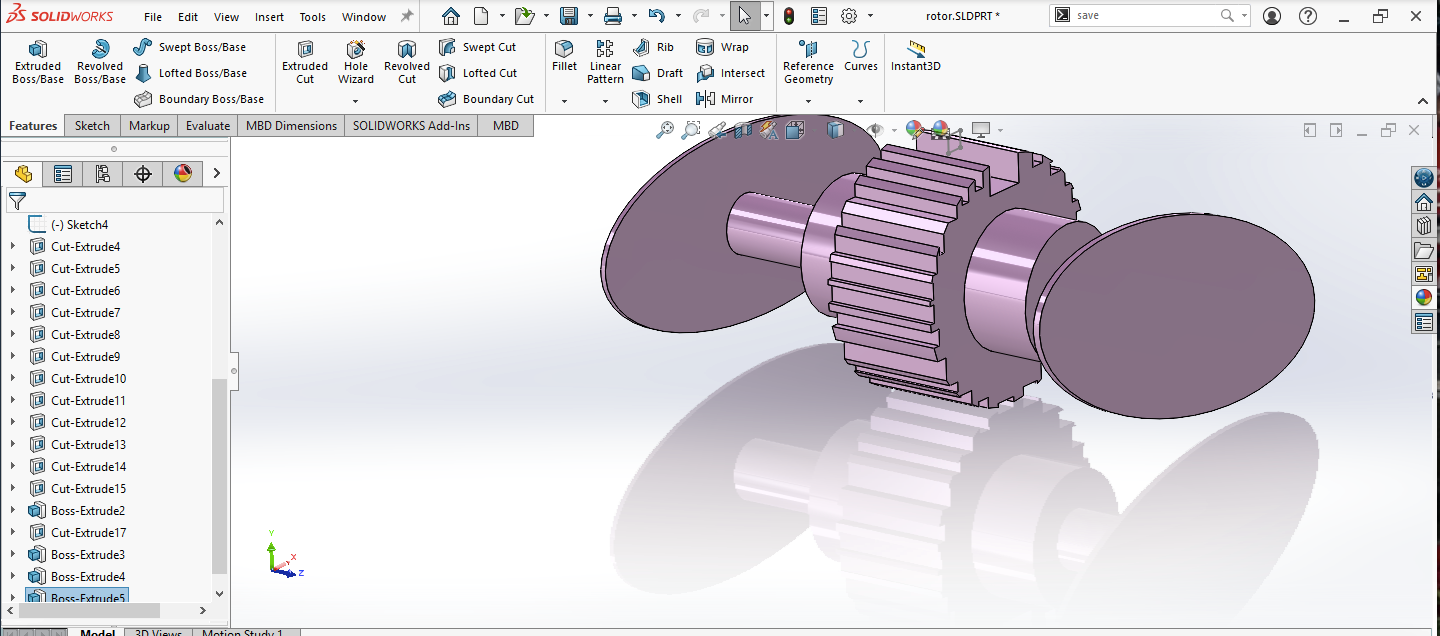 SOLIDWORKS File Edit View Insert Tools Window rotor.SLDPRT * save
Extruded Boss/Base
Revolved Boss/Base
Swept Boss/Base
Lofted Boss/Base
Boundary Boss/Base
Extruded Cut
Hole Wizard
Revolved Cut
Swept Cut
Lofted Cut
Boundary Cut
Fillet
Linear Pattern
Rib
Draft
Shell
Wrap
Intersect
Mirror
Reference Geometry
Curves
Instant3D
Features Sketch Markup Evaluate MBD Dimensions SOLIDWORKS Add-Ins MBD
(-) Sketch4
Cut-Extrude4
Cut-Extrude5
Cut-Extrude6
Cut-Extrude7
Cut-Extrude8
Cut-Extrude9
Cut-Extrude10
Cut-Extrude11
Cut-Extrude12
Cut-Extrude13
Cut-Extrude14
Cut-Extrude15
Boss-Extrude2
Cut-Extrude17
Boss-Extrude3
Boss-Extrude4
Boss-Extrude5
Y
X
Z
Model 3D Views Motion Study 1